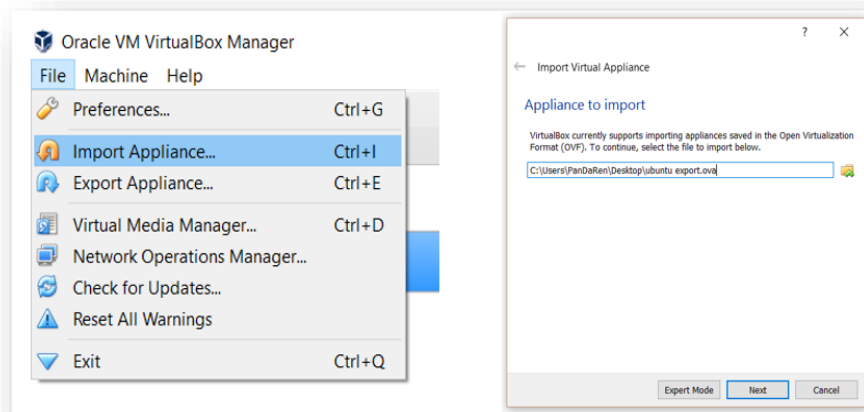 Oracle VM VirtualBox Manager
File Machine Help
Preferences... Ctrl+G
Import Appliance... Ctrl+I
Export Appliance... Ctrl+E
Virtual Media Manager... Ctrl+D
Network Operations Manager...
Check for Updates...
Reset All Warnings
Exit Ctrl+Q
? ×
← Import Virtual Appliance
Appliance to import
VirtualBox currently supports importing appliances saved in the Open Virtualization
Format (OVF). To continue, select the file to import below.
C:\Users\PanDaRen\Desktop\ubuntu export.ova
Expert Mode Next Cancel